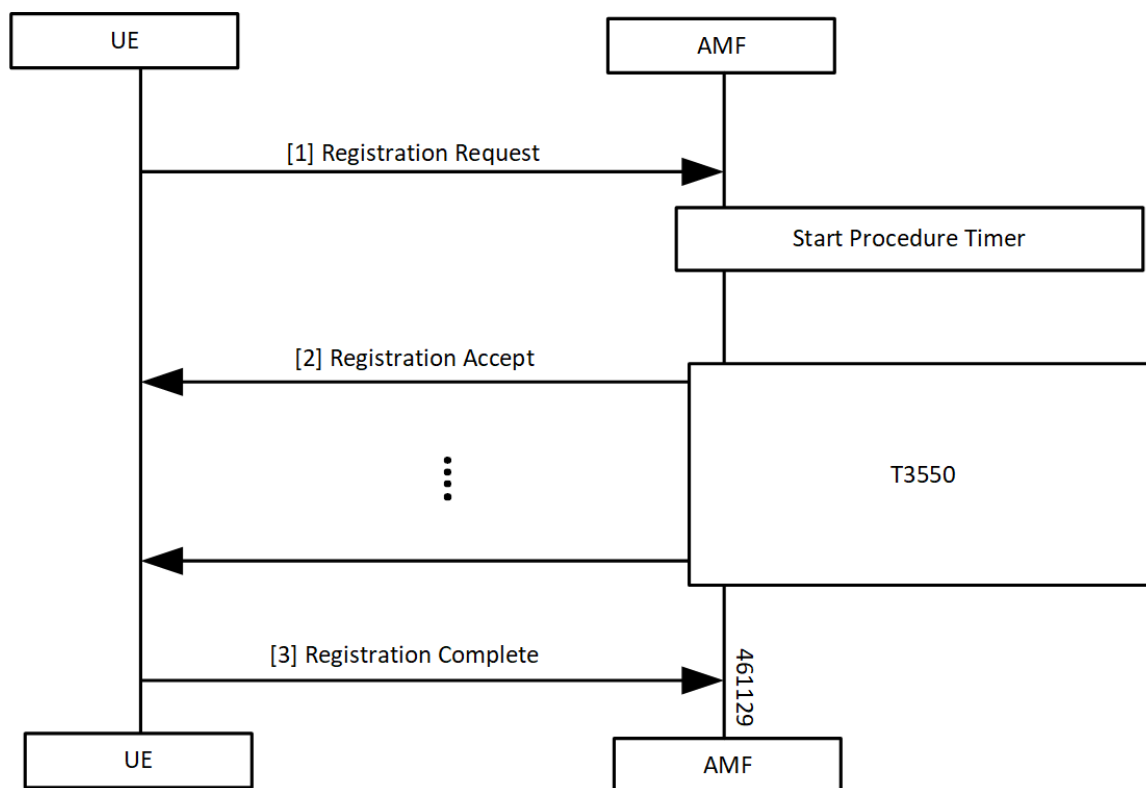 UE
AMF
[1] Registration Request
Start Procedure Timer
[2] Registration Accept
T3550
[3] Registration Complete
461129
UE
AMF